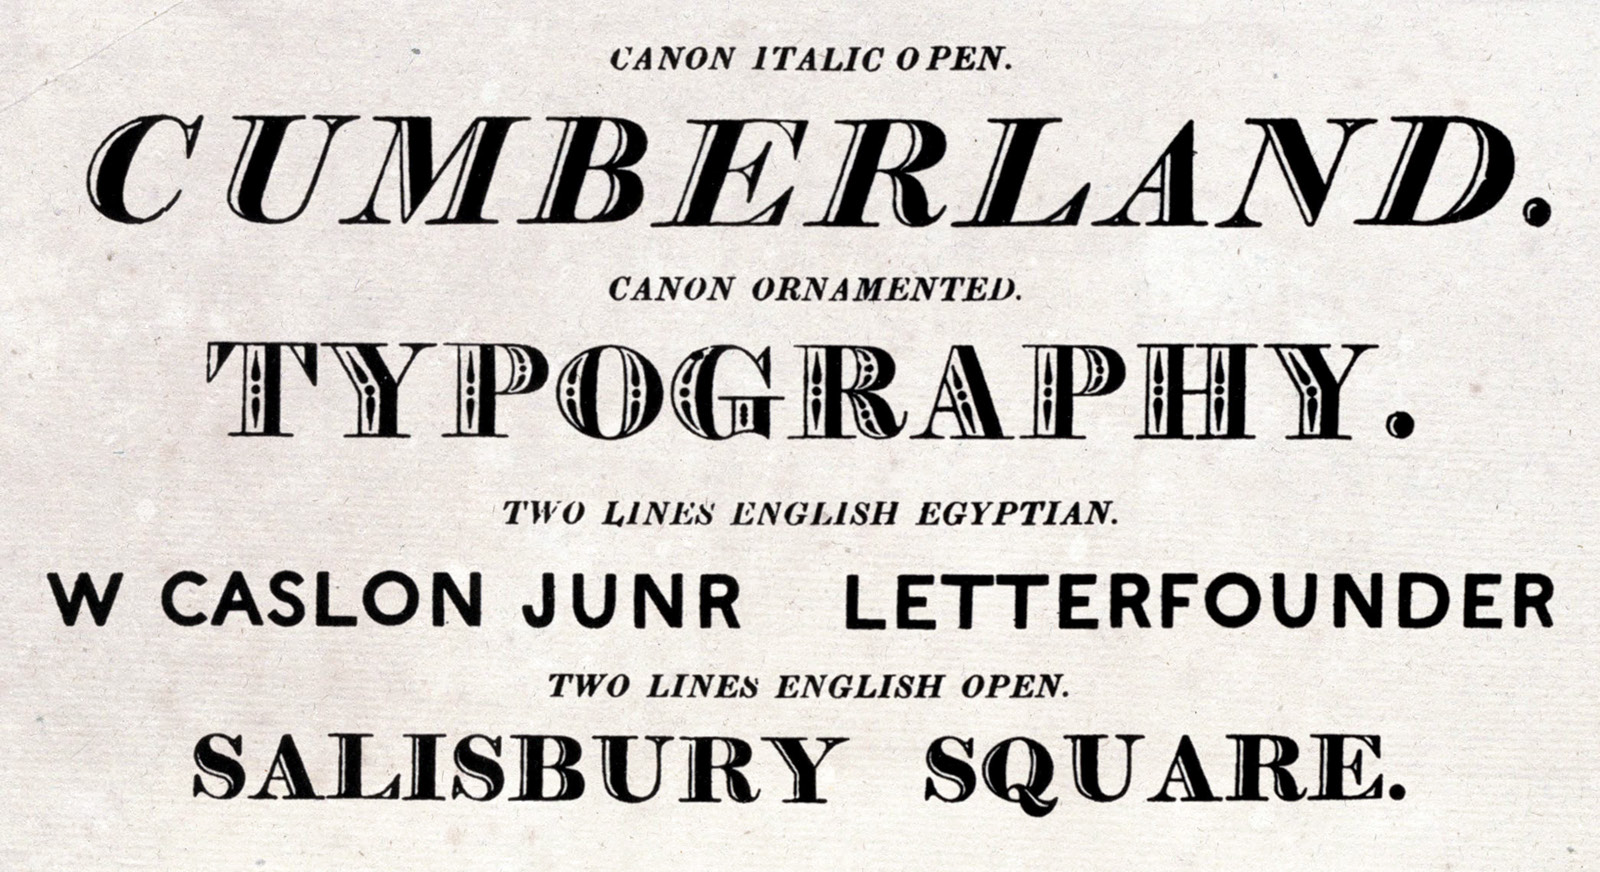 CANON ITALIC OPEN.
CUMBERLAND.
CANON ORNAMENTED.
TYPOGRAPHY.
TWO LINES ENGLISH EGYPTIAN.
W CASLON JUNR LETTERFOUNDER
TWO LINES ENGLISH OPEN.
SALISBURY SQUARE.